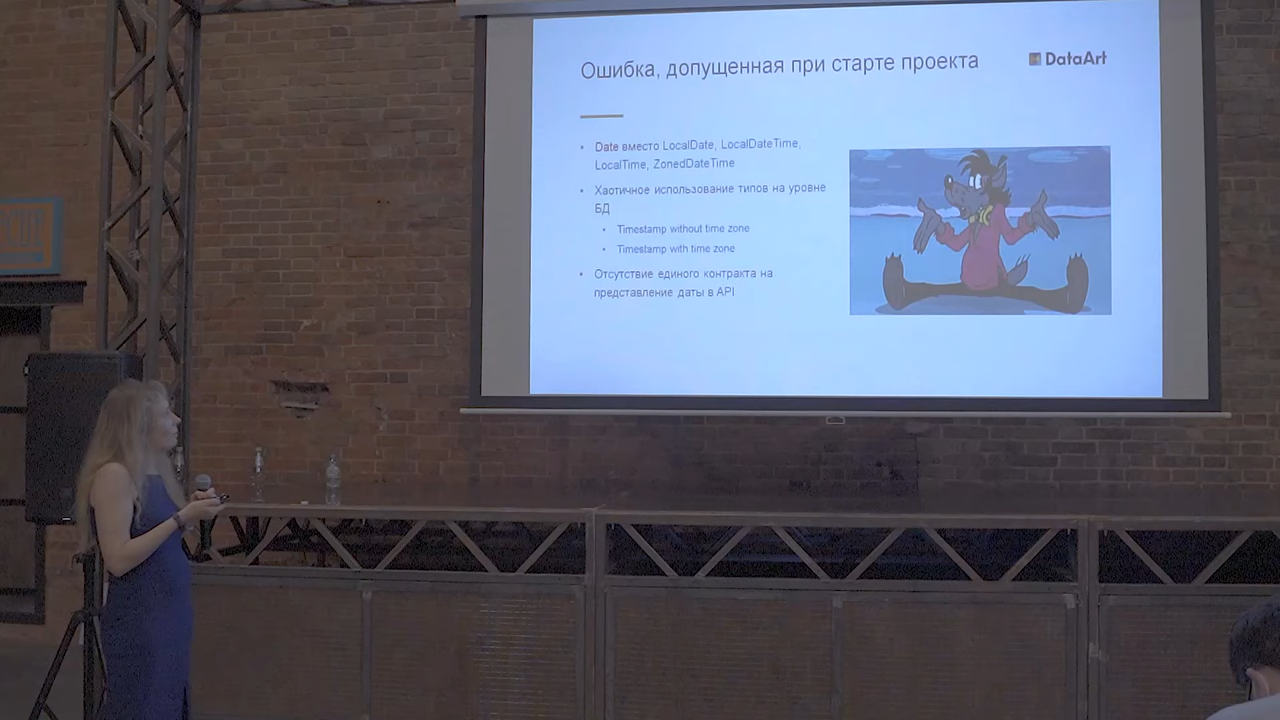 Ошибка, допущенная при старте проекта
DataArt
Date вместо LocalDate, LocalDateTime,
LocalTime, ZonedDateTime
Хаотичное использование типов на уровне
БД
Timestamp without time zone
Timestamp with time zone
Отсутствие единого контракта на
представление даты в API